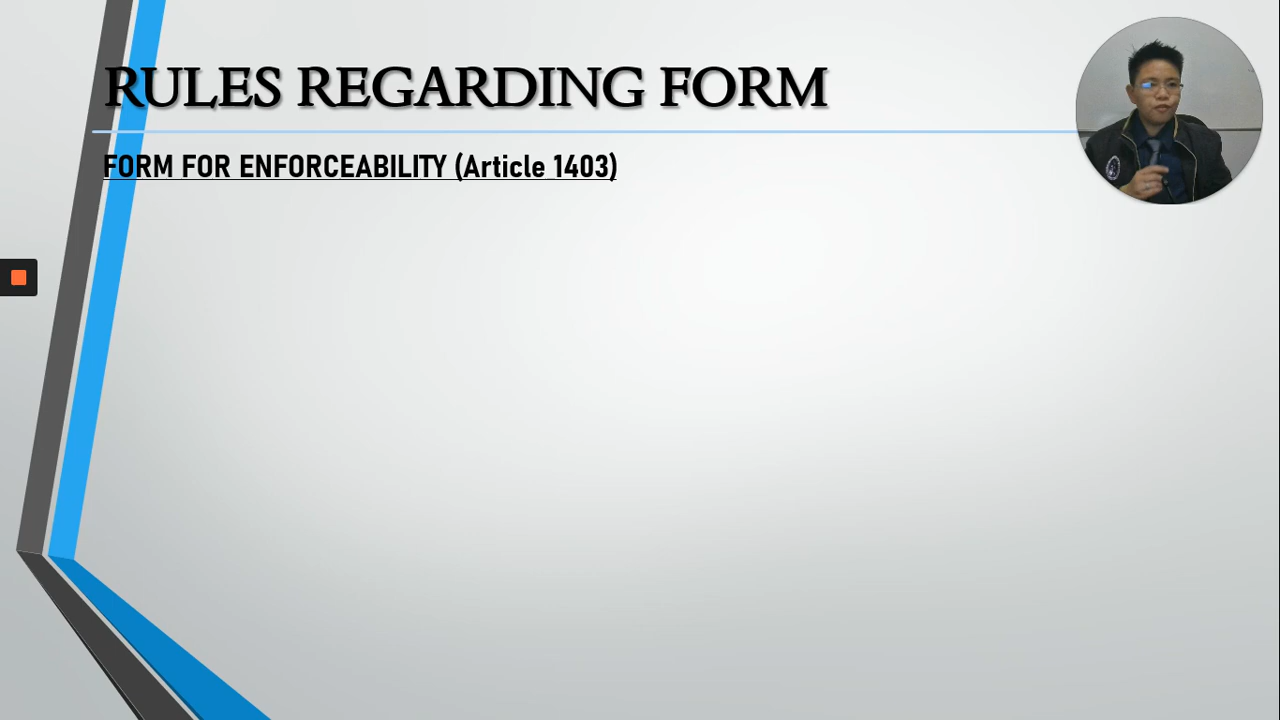 RULES REGARDING FORM
FORM FOR ENFORCEABILITY (Article 1403)